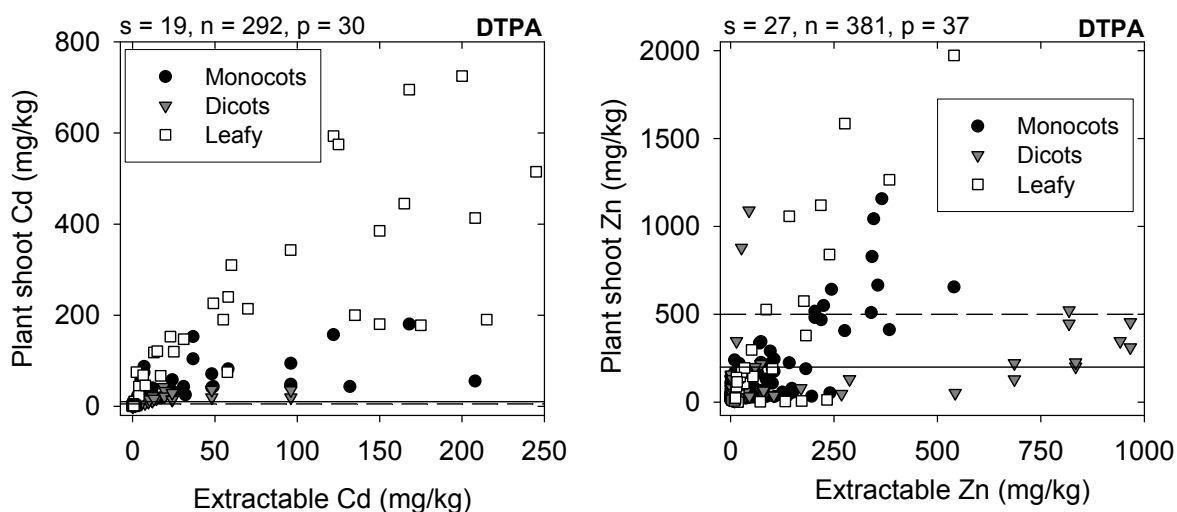 s = 19, n = 292, p = 30
DTPA
800
600
400
200
0
Plant shoot Cd (mg/kg)
Monocots
Dicots
Leafy
0
50
100
150
200
250
Extractable Cd (mg/kg)
s = 27, n = 381, p = 37
DTPA
2000
1500
1000
500
0
Plant shoot Zn (mg/kg)
Monocots
Dicots
Leafy
0
250
500
750
1000
Extractable Zn (mg/kg)